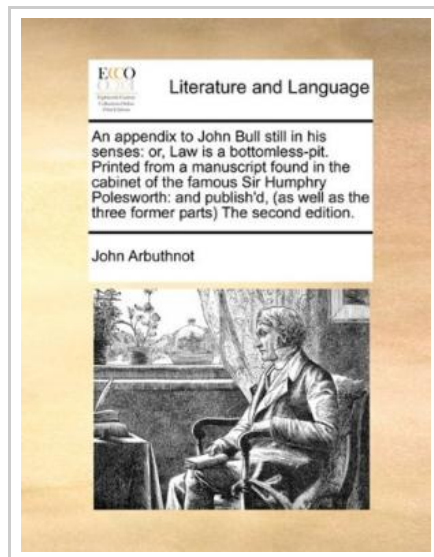 ECCO
Literature and Language
An appendix to John Bull still in his
senses: or, Law is a bottomless-pit.
Printed from a manuscript found in the
cabinet of the famous Sir Humphry
Polesworth: and publish'd, (as well as the
three former parts) The second edition.
John Arbuthnot